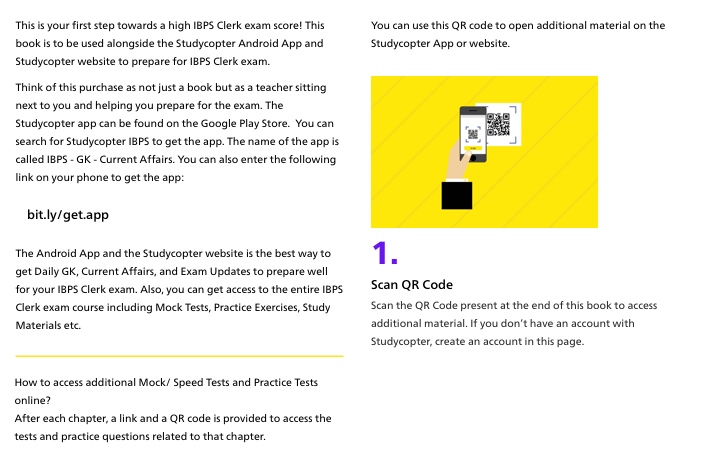 This is your first step towards a high IBPS Clerk exam score! This
book is to be used alongside the Studycopter Android App and
Studycopter website to prepare for IBPS Clerk exam.
Think of this purchase as not just a book but as a teacher sitting
next to you and helping you prepare for the exam. The
Studycopter app can be found on the Google Play Store.  You can
search for Studycopter IBPS to get the app. The name of the app is
called IBPS - GK - Current Affairs. You can also enter the following
link on your phone to get the app:
bit.ly/get.app
The Android App and the Studycopter website is the best way to
get Daily GK, Current Affairs, and Exam Updates to prepare well
for your IBPS Clerk exam. Also, you can get access to the entire IBPS
Clerk exam course including Mock Tests, Practice Exercises, Study
Materials etc.
How to access additional Mock/ Speed Tests and Practice Tests
online?
After each chapter, a link and a QR code is provided to access the
tests and practice questions related to that chapter.
You can use this QR code to open additional material on the
Studycopter App or website.
1.
Scan QR Code
Scan the QR Code present at the end of this book to access
additional material. If you don’t have an account with
Studycopter, create an account in this page.